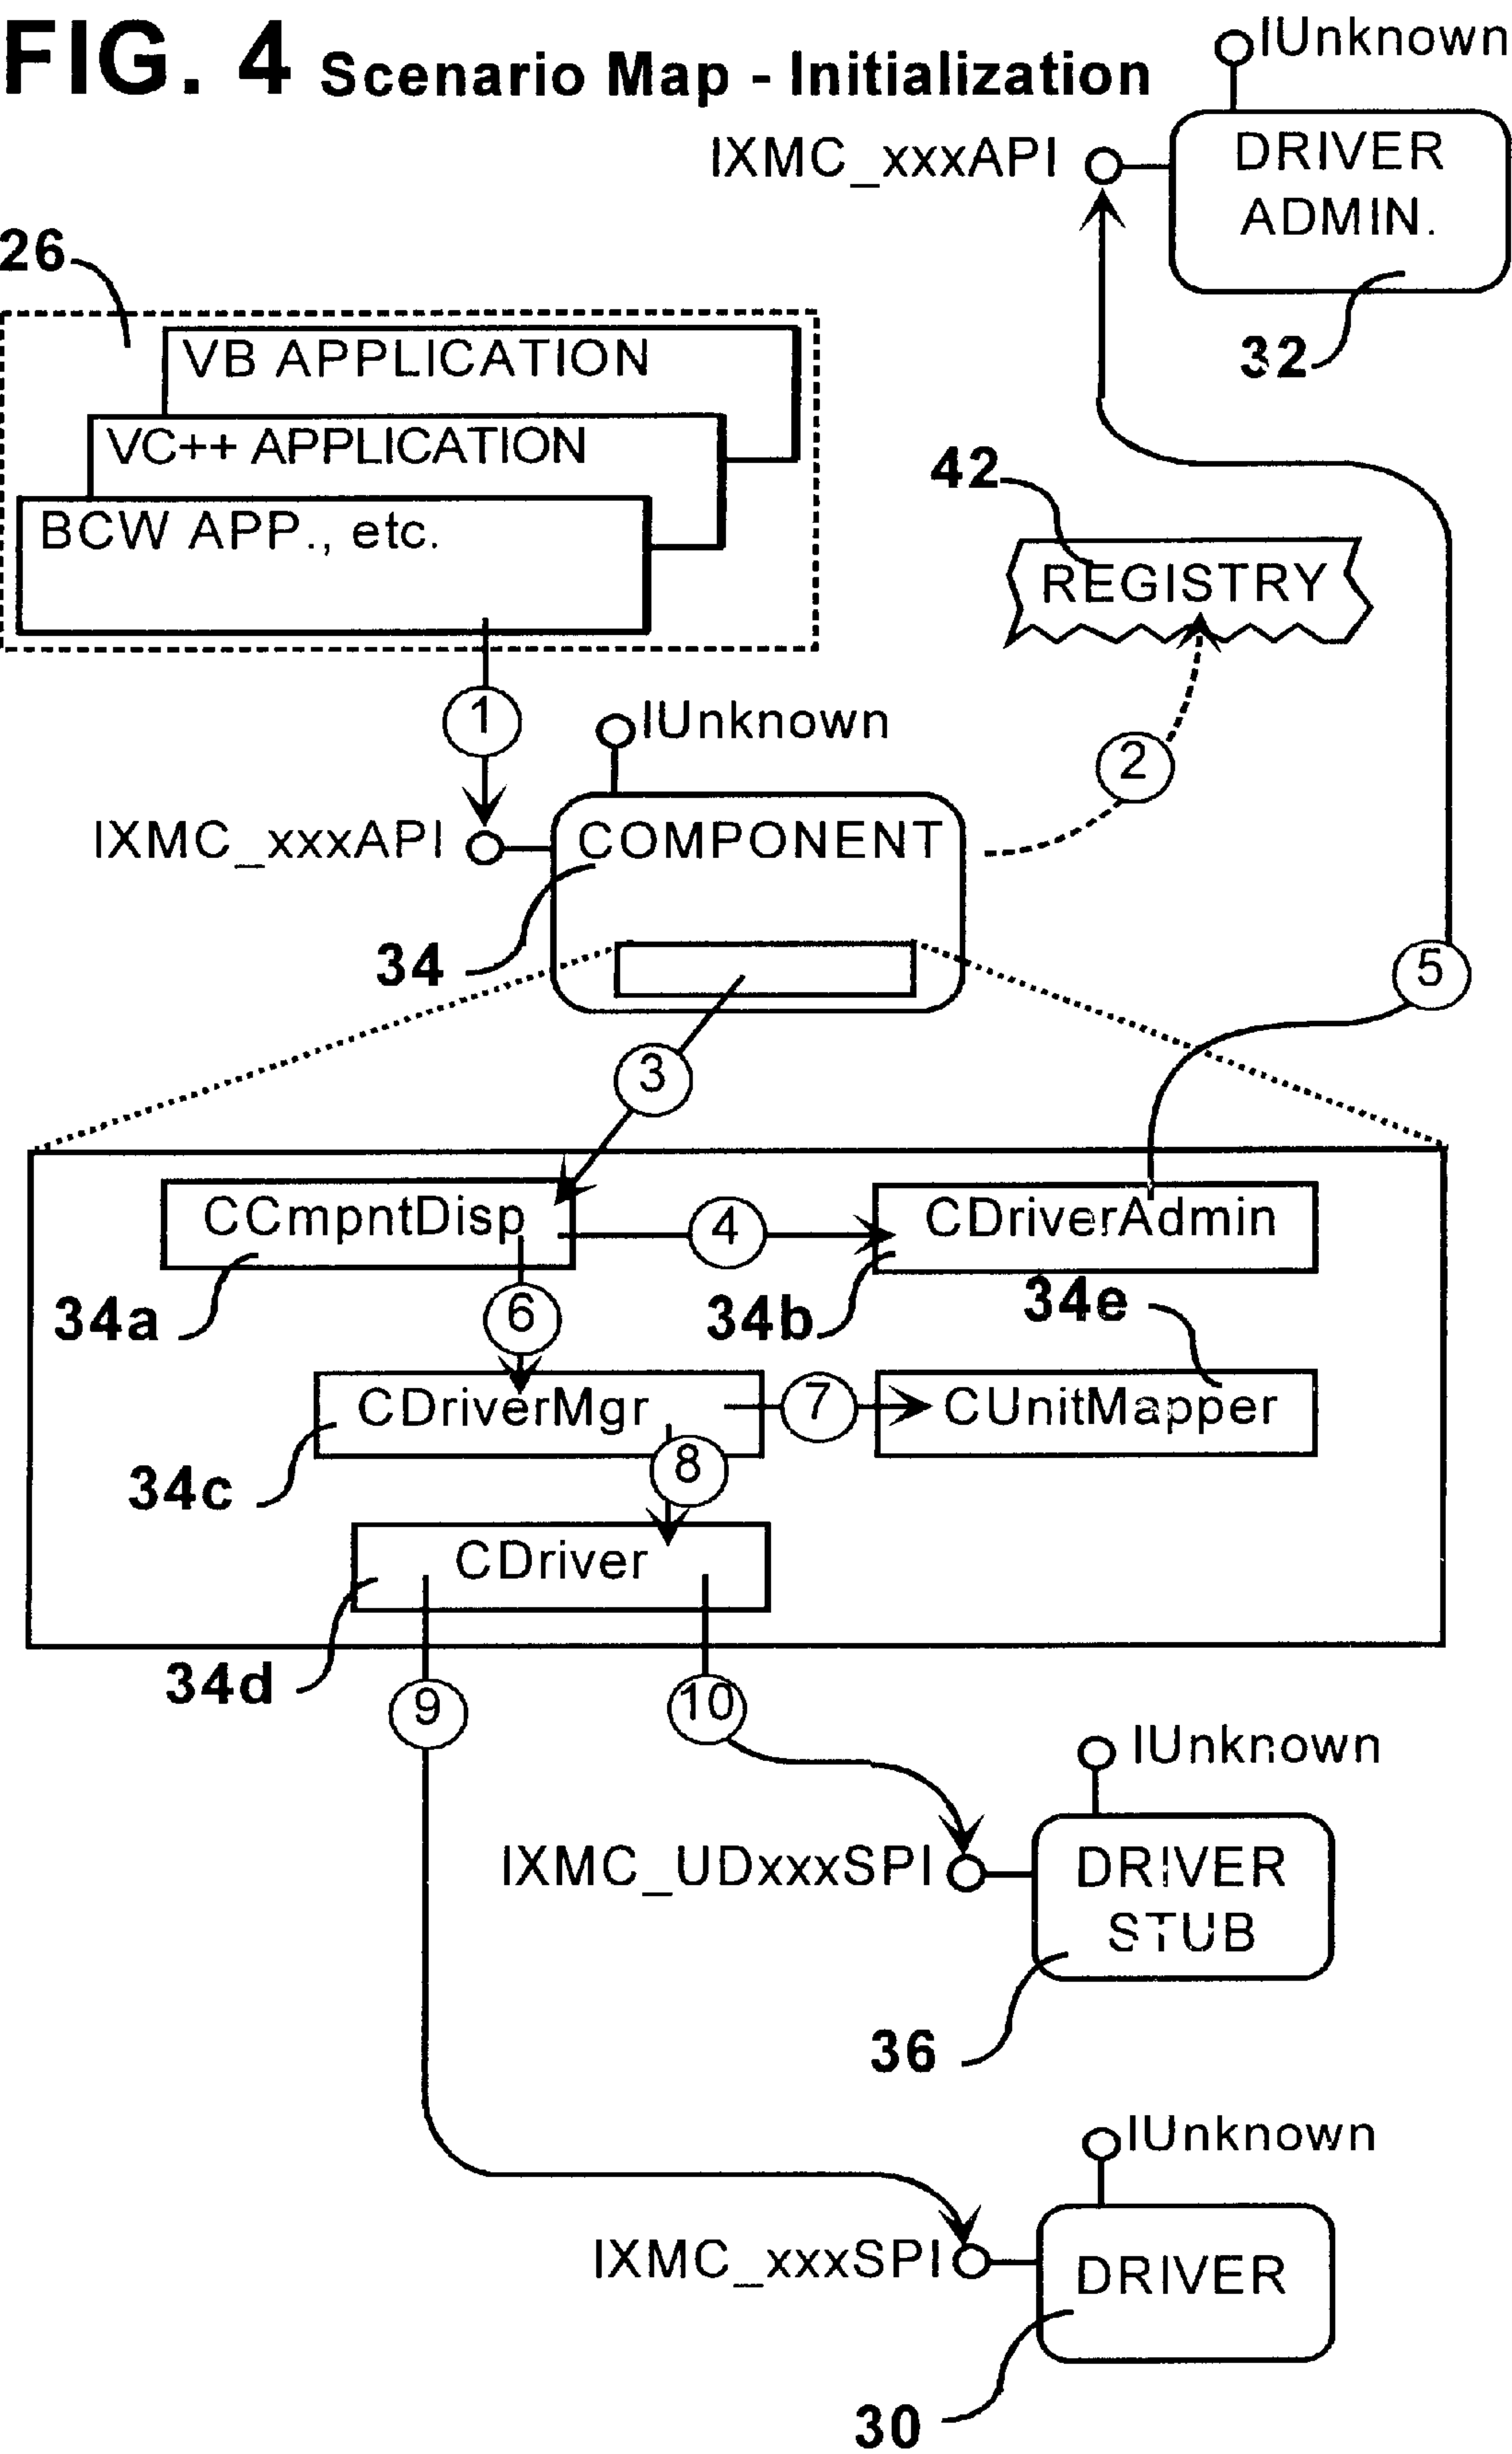 FIG. 4 Scenario Map - Initialization
IUnknown
IXMC_xxxAPI
DRIVER
ADMIN.
32
26
VB APPLICATION
VC++ APPLICATION
BCW APP., etc.
42
REGISTRY
1
2
IUnknown
IXMC_xxxAPI
COMPONENT
34
5
3
CCmpntDisp
4
CDriverAdmin
34a
6
34b
34e
CDriverMgr
7
CUnitMapper
34c
8
CDriver
34d
9
10
IUnknown
IXMC_UDxxxSPI
DRIVER
STUB
36
IUnknown
IXMC_xxxSPI
DRIVER
30